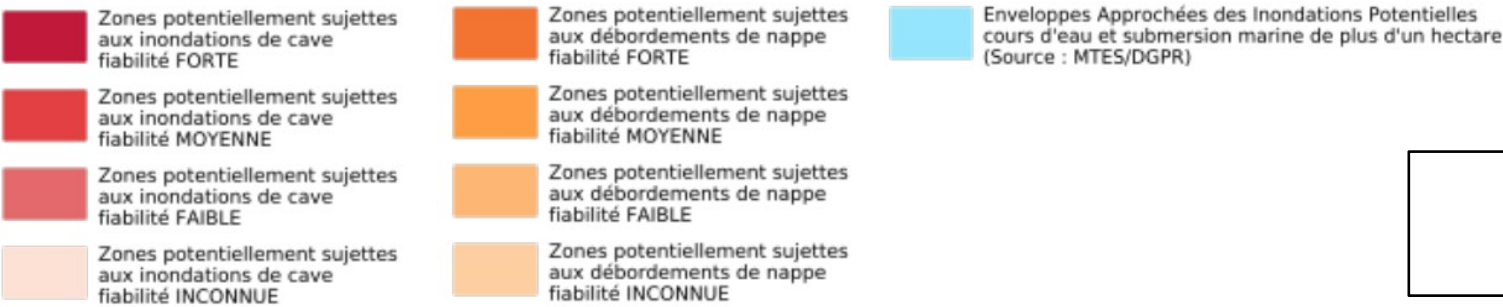 Zones potentiellement sujettes
aux inondations de cave
fiabilité FORTE
Zones potentiellement sujettes
aux inondations de cave
fiabilité MOYENNE
Zones potentiellement sujettes
aux inondations de cave
fiabilité FAIBLE
Zones potentiellement sujettes
aux inondations de cave
fiabilité INCONNUE
Zones potentiellement sujettes
aux débordements de nappe
fiabilité FORTE
Zones potentiellement sujettes
aux débordements de nappe
fiabilité MOYENNE
Zones potentiellement sujettes
aux débordements de nappe
fiabilité FAIBLE
Zones potentiellement sujettes
aux débordements de nappe
fiabilité INCONNUE
Enveloppes Approchées des Inondations Potentielles
cours d'eau et submersion marine de plus d'un hectare
(Source : MTES/DGPR)